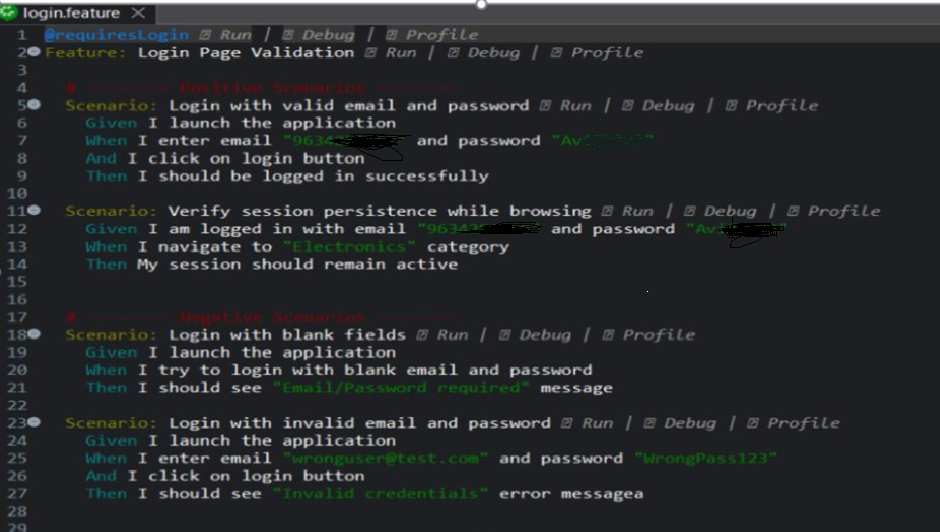 login.feature
1 @requiresLogin Run | Debug | Profile
2 Feature: Login Page Validation Run | Debug | Profile
3
4 # ------- Positive Scenarios -------
5 Scenario: Login with valid email and password Run | Debug | Profile
6 Given I launch the application
7 When I enter email "9634 and password "Av "
8 And I click on login button
9 Then I should be logged in successfully
10
11 Scenario: Verify session persistence while browsing Run | Debug | Profile
12 Given I am logged in with email "9634 and password "Av "
13 When I navigate to "Electronics" category
14 Then My session should remain active
15
16
17 # ------- Negative Scenarios -------
18 Scenario: Login with blank fields Run | Debug | Profile
19 Given I launch the application
20 When I try to login with blank email and password
21 Then I should see "Email/Password required" message
22
23 Scenario: Login with invalid email and password Run | Debug | Profile
24 Given I launch the application
25 When I enter email "wronguser@test.com" and password "WrongPass123"
26 And I click on login button
27 Then I should see "Invalid credentials" error messagea
28
29